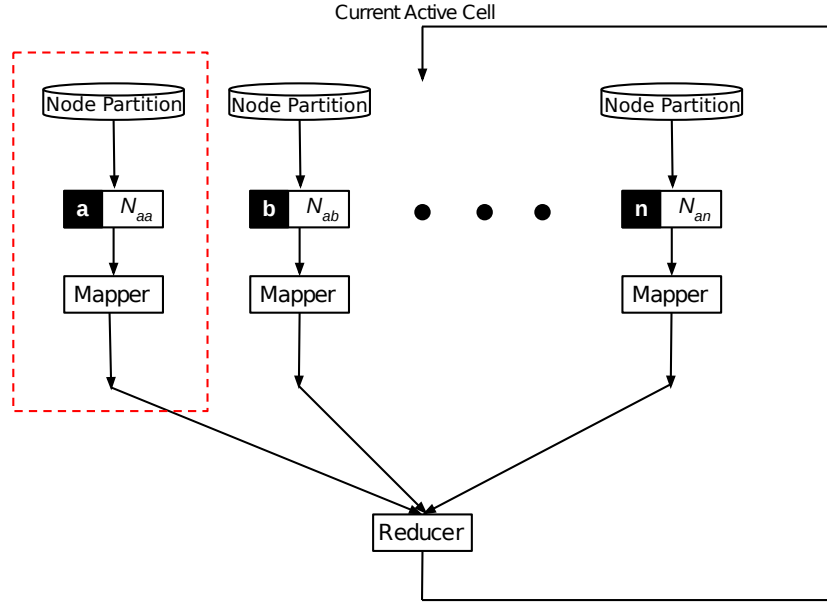 Current Active Cell
Node Partition
Node Partition
Node Partition
a N_aa
b N_ab
n N_an
Mapper
Mapper
Mapper
Reducer